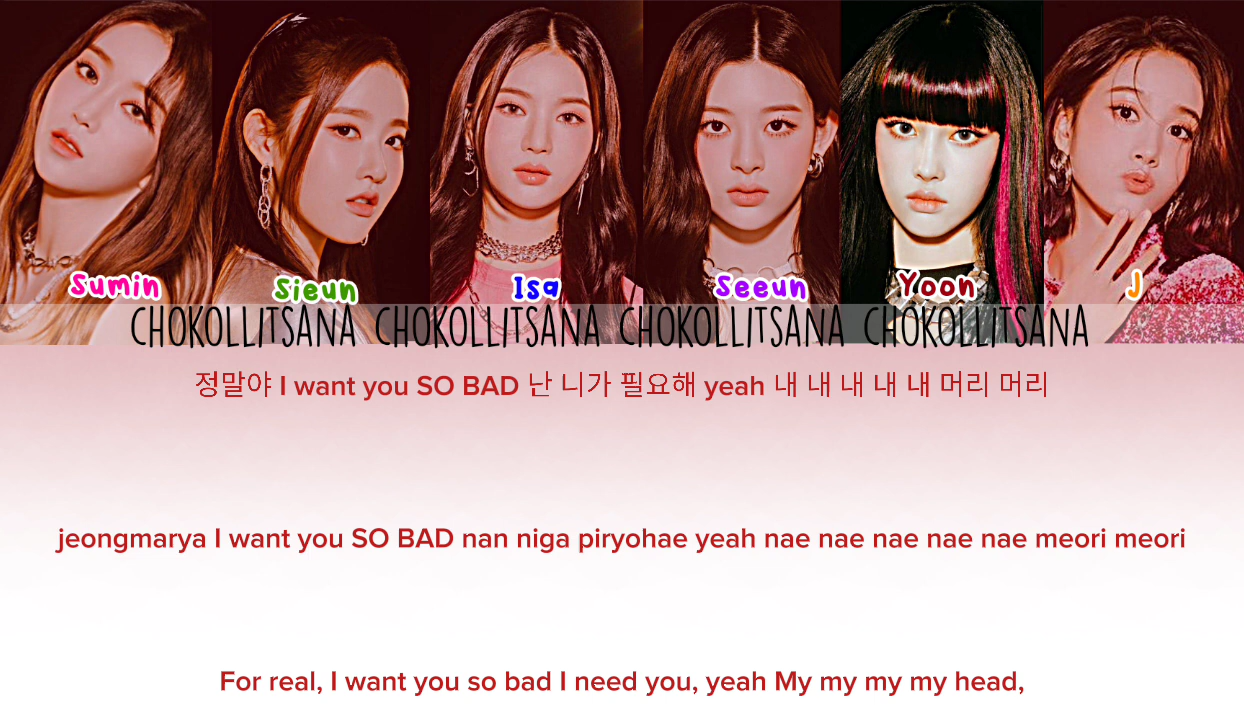 Sumin Sieun Isa Seeun Yoon J
CHOKOLLITSANA CHOKOLLITSANA CHOKOLLITSANA CHOKOLLITSANA
정말야 I want you SO BAD 난 니가 필요해 yeah 내 내 내 내 내 머리 머리
jeongmarya I want you SO BAD nan niga piryohae yeah nae nae nae nae nae meori meori
For real, I want you so bad I need you, yeah My my my my head,